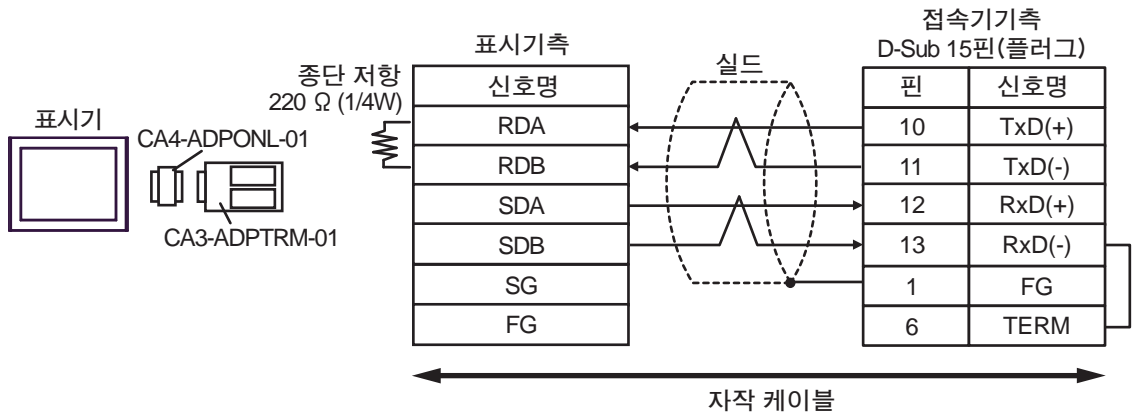 표시기
CA4-ADPONL-01
CA3-ADPTRM-01
종단 저항
220 Ω (1/4W)
표시기측
신호명
RDA
RDB
SDA
SDB
SG
FG
실드
접속기기측
D-Sub 15핀(플러그)
핀 신호명
10 TxD(+)
11 TxD(-)
12 RxD(+)
13 RxD(-)
1 FG
6 TERM
자작 케이블